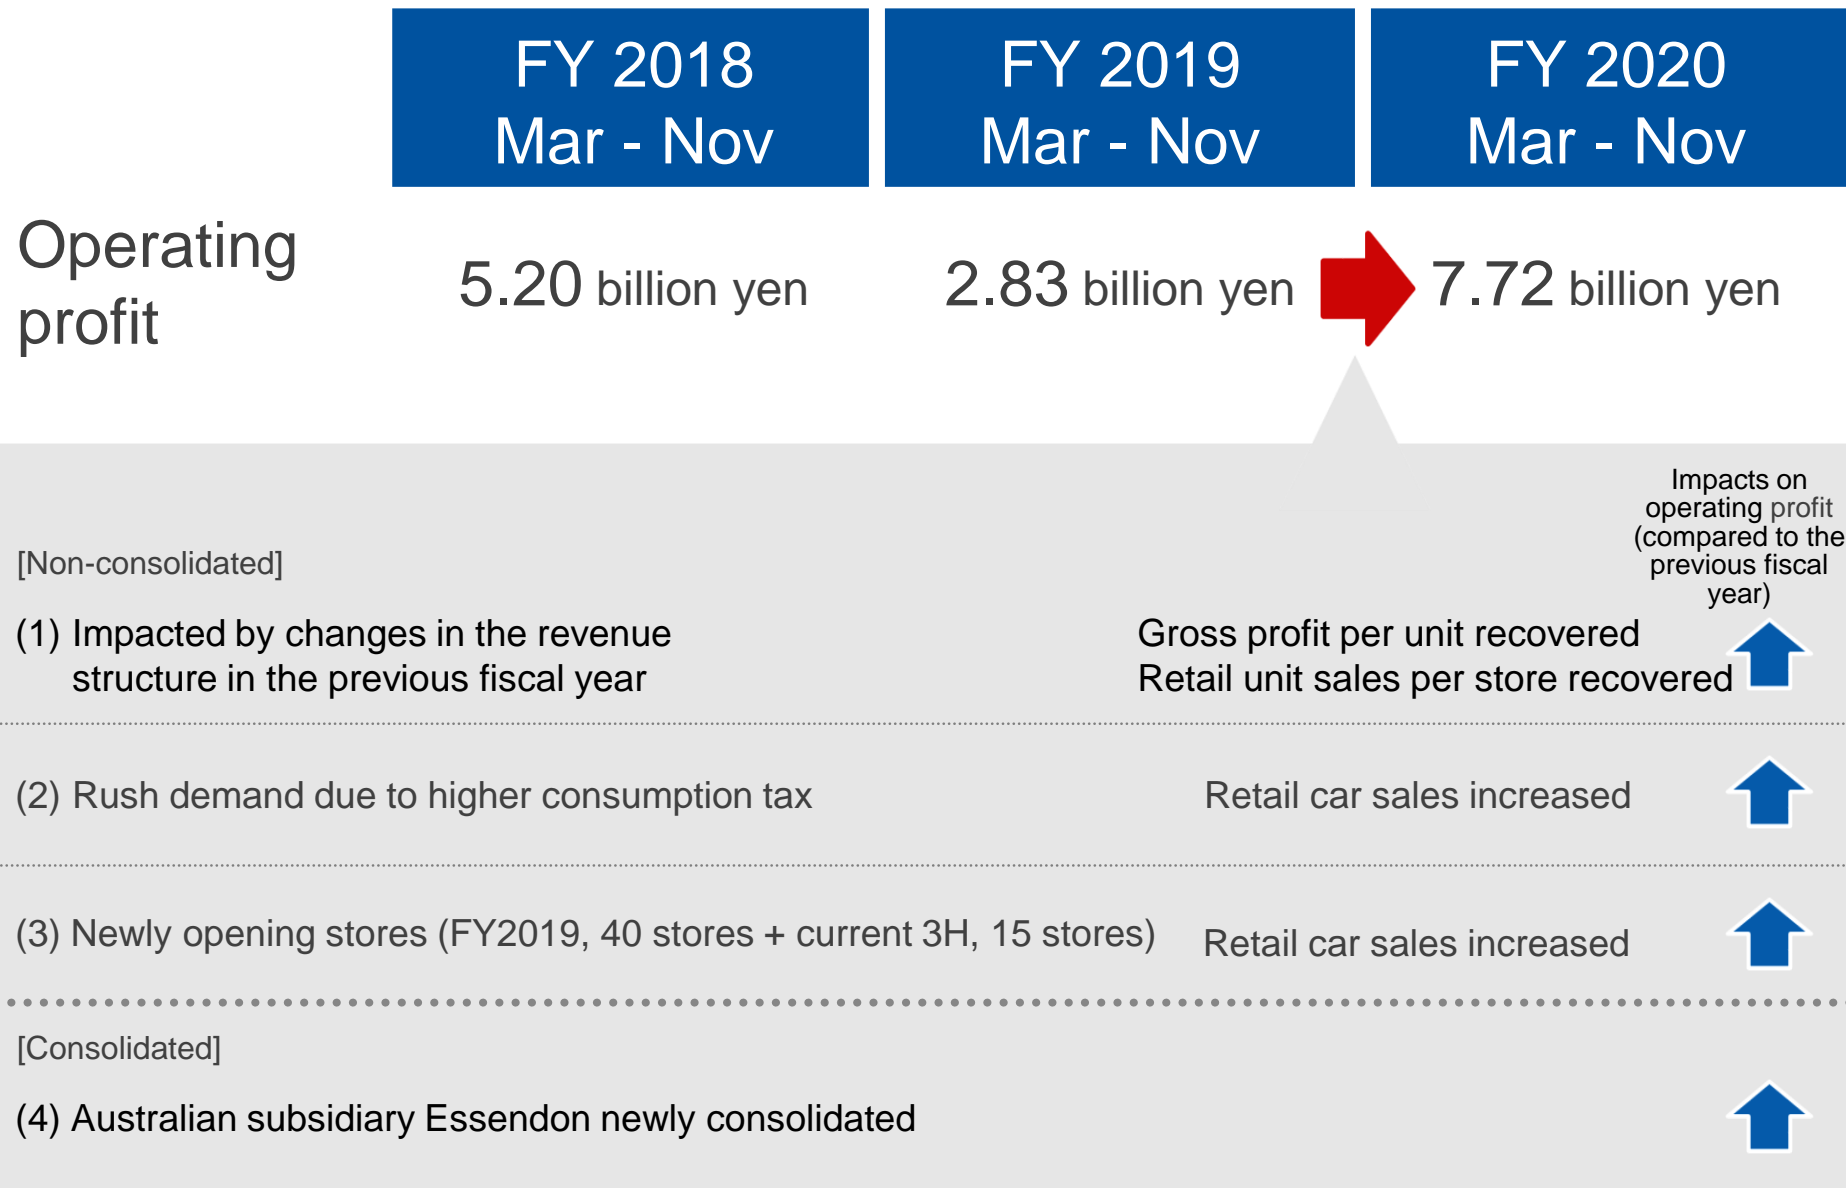 FY 2018
Mar - Nov
FY 2019
Mar - Nov
FY 2020
Mar - Nov
Operating
profit
5.20 billion yen
2.83 billion yen
7.72 billion yen
Impacts on
operating profit
(compared to the
previous fiscal
year)
[Non-consolidated]
(1) Impacted by changes in the revenue
structure in the previous fiscal year
Gross profit per unit recovered
Retail unit sales per store recovered
(2) Rush demand due to higher consumption tax
Retail car sales increased
(3) Newly opening stores (FY2019, 40 stores + current 3H, 15 stores)
Retail car sales increased
[Consolidated]
(4) Australian subsidiary Essendon newly consolidated